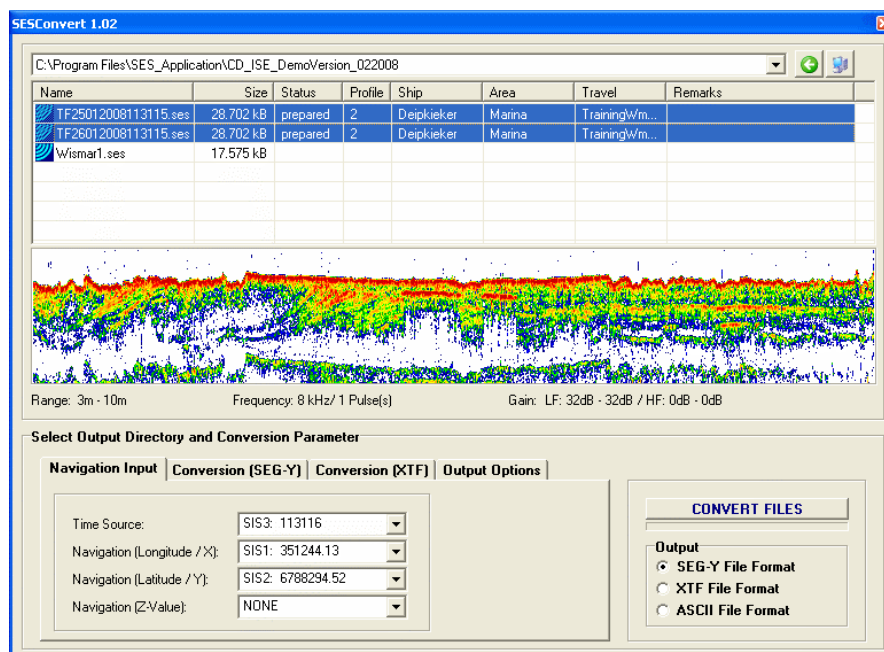 SESConvert 1.02
C:\Program Files\SES_Application\CD_ISE_DemoVersion_022008
Name Size Status Profile Ship Area Travel Remarks
TF25012008113115.ses 28.702 kB prepared 2 Deipkieker Marina TrainingWm...
TF26012008113115.ses 28.702 kB prepared 2 Deipkieker Marina TrainingWm...
Wismar1.ses 17.575 kB
Range: 3m - 10m Frequency: 8 kHz/ 1 Pulse(s) Gain: LF: 32dB - 32dB / HF: 0dB - 0dB
Select Output Directory and Conversion Parameter
Navigation Input Conversion (SEG-Y) Conversion (XTF) Output Options
Time Source: SIS3: 113116
Navigation (Longitude / X): SIS1: 351244.13
Navigation (Latitude / Y): SIS2: 6788294.52
Navigation (Z-Value): NONE
CONVERT FILES
Output
SEG-Y File Format
XTF File Format
ASCII File Format